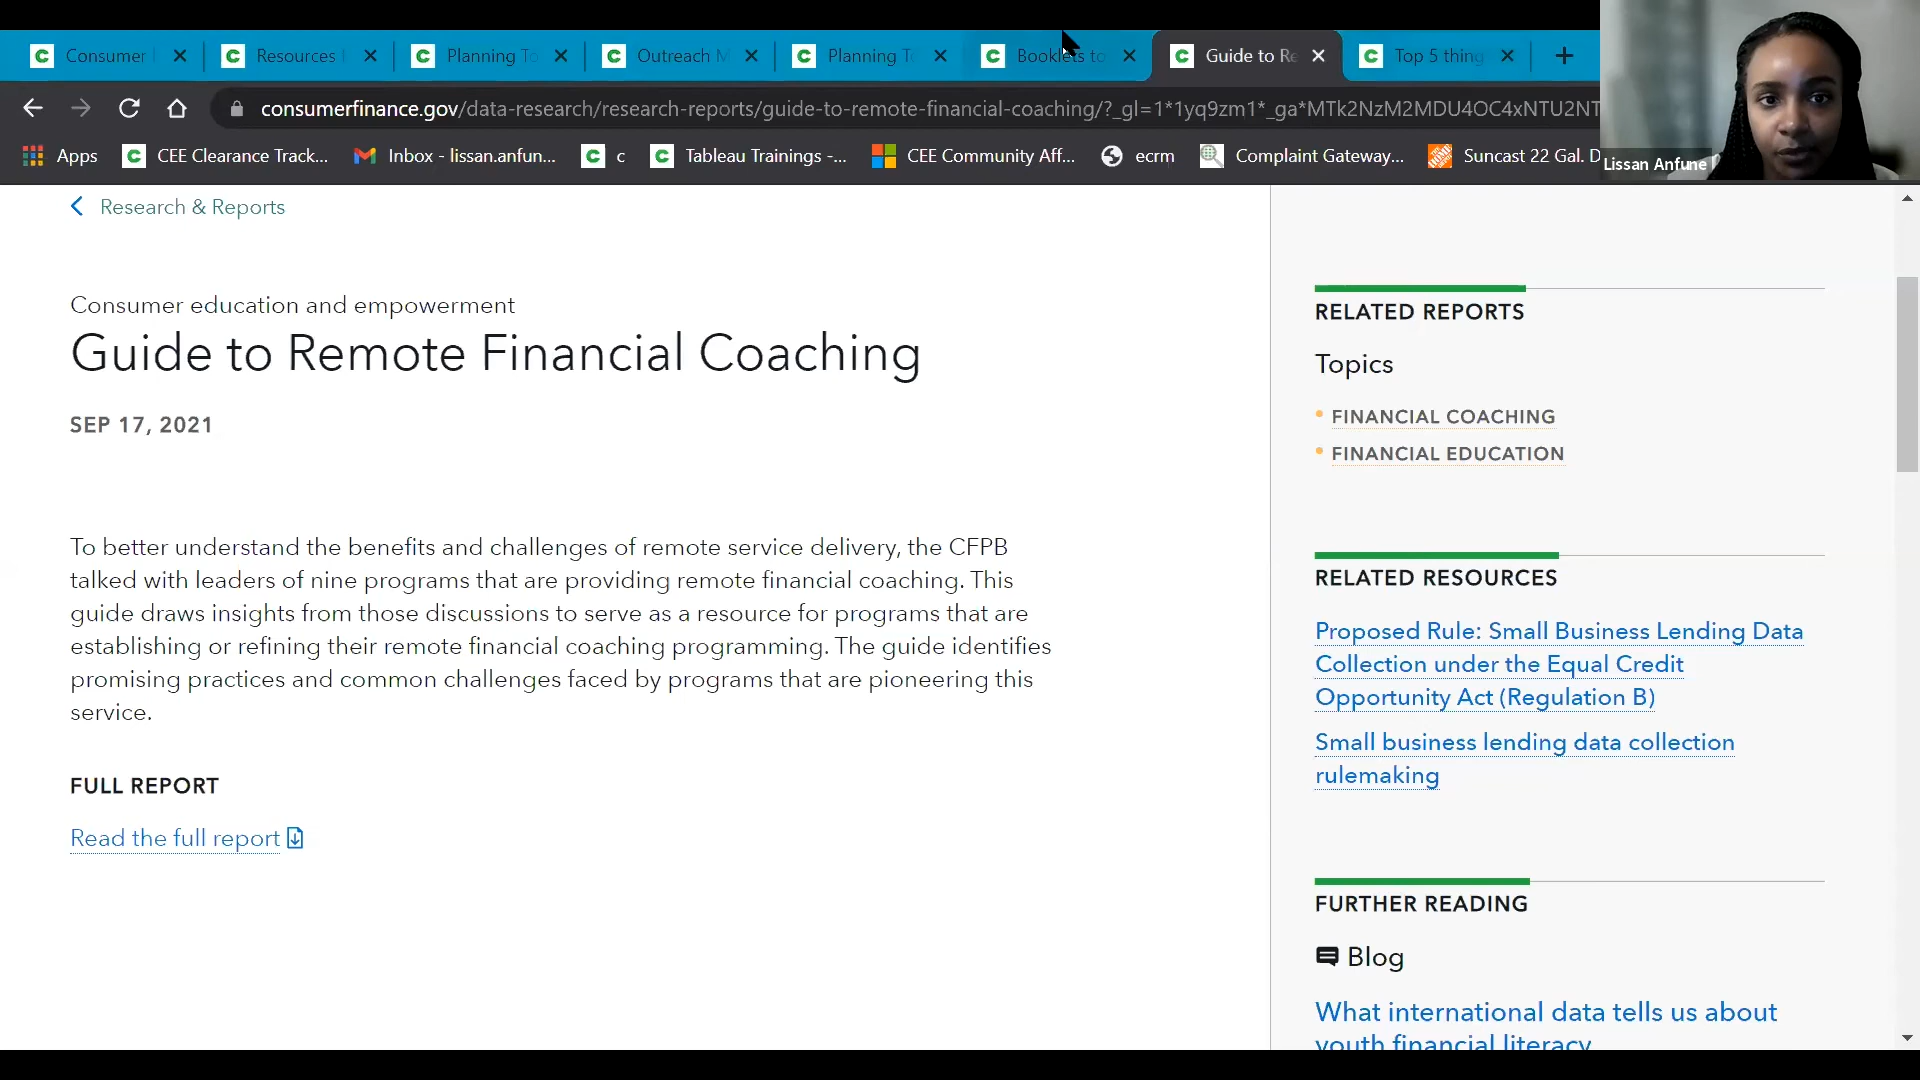 Consumer
Resources
Planning To
Outreach M
Planning To
Booklets to
Guide to Re
Top 5 thing
consumerfinance.gov/data-research/research-reports/guide-to-remote-financial-coaching/?_gl=1*1yq9zm1*_ga*MTk2NzM2MDU4OC4xNTU2NT
Apps
CEE Clearance Track...
Inbox - lissan.anfun...
c
Tableau Trainings -...
CEE Community Aff...
ecrm
Complaint Gateway...
Suncast 22 Gal. D
Lissan Anfune
Research & Reports
Consumer education and empowerment
Guide to Remote Financial Coaching
SEP 17, 2021
To better understand the benefits and challenges of remote service delivery, the CFPB
talked with leaders of nine programs that are providing remote financial coaching. This
guide draws insights from those discussions to serve as a resource for programs that are
establishing or refining their remote financial coaching programming. The guide identifies
promising practices and common challenges faced by programs that are pioneering this
service.
FULL REPORT
Read the full report
RELATED REPORTS
Topics
FINANCIAL COACHING
FINANCIAL EDUCATION
RELATED RESOURCES
Proposed Rule: Small Business Lending Data
Collection under the Equal Credit
Opportunity Act (Regulation B)
Small business lending data collection
rulemaking
FURTHER READING
Blog
What international data tells us about
youth financial literacy